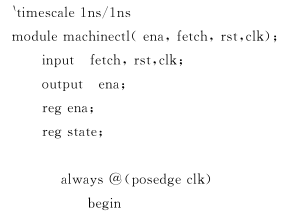 `timescale 1ns/1ns
module machinectl( ena, fetch, rst,clk);
input fetch, rst,clk;
output ena;
reg ena;
reg state;
always @(posedge clk)
begin